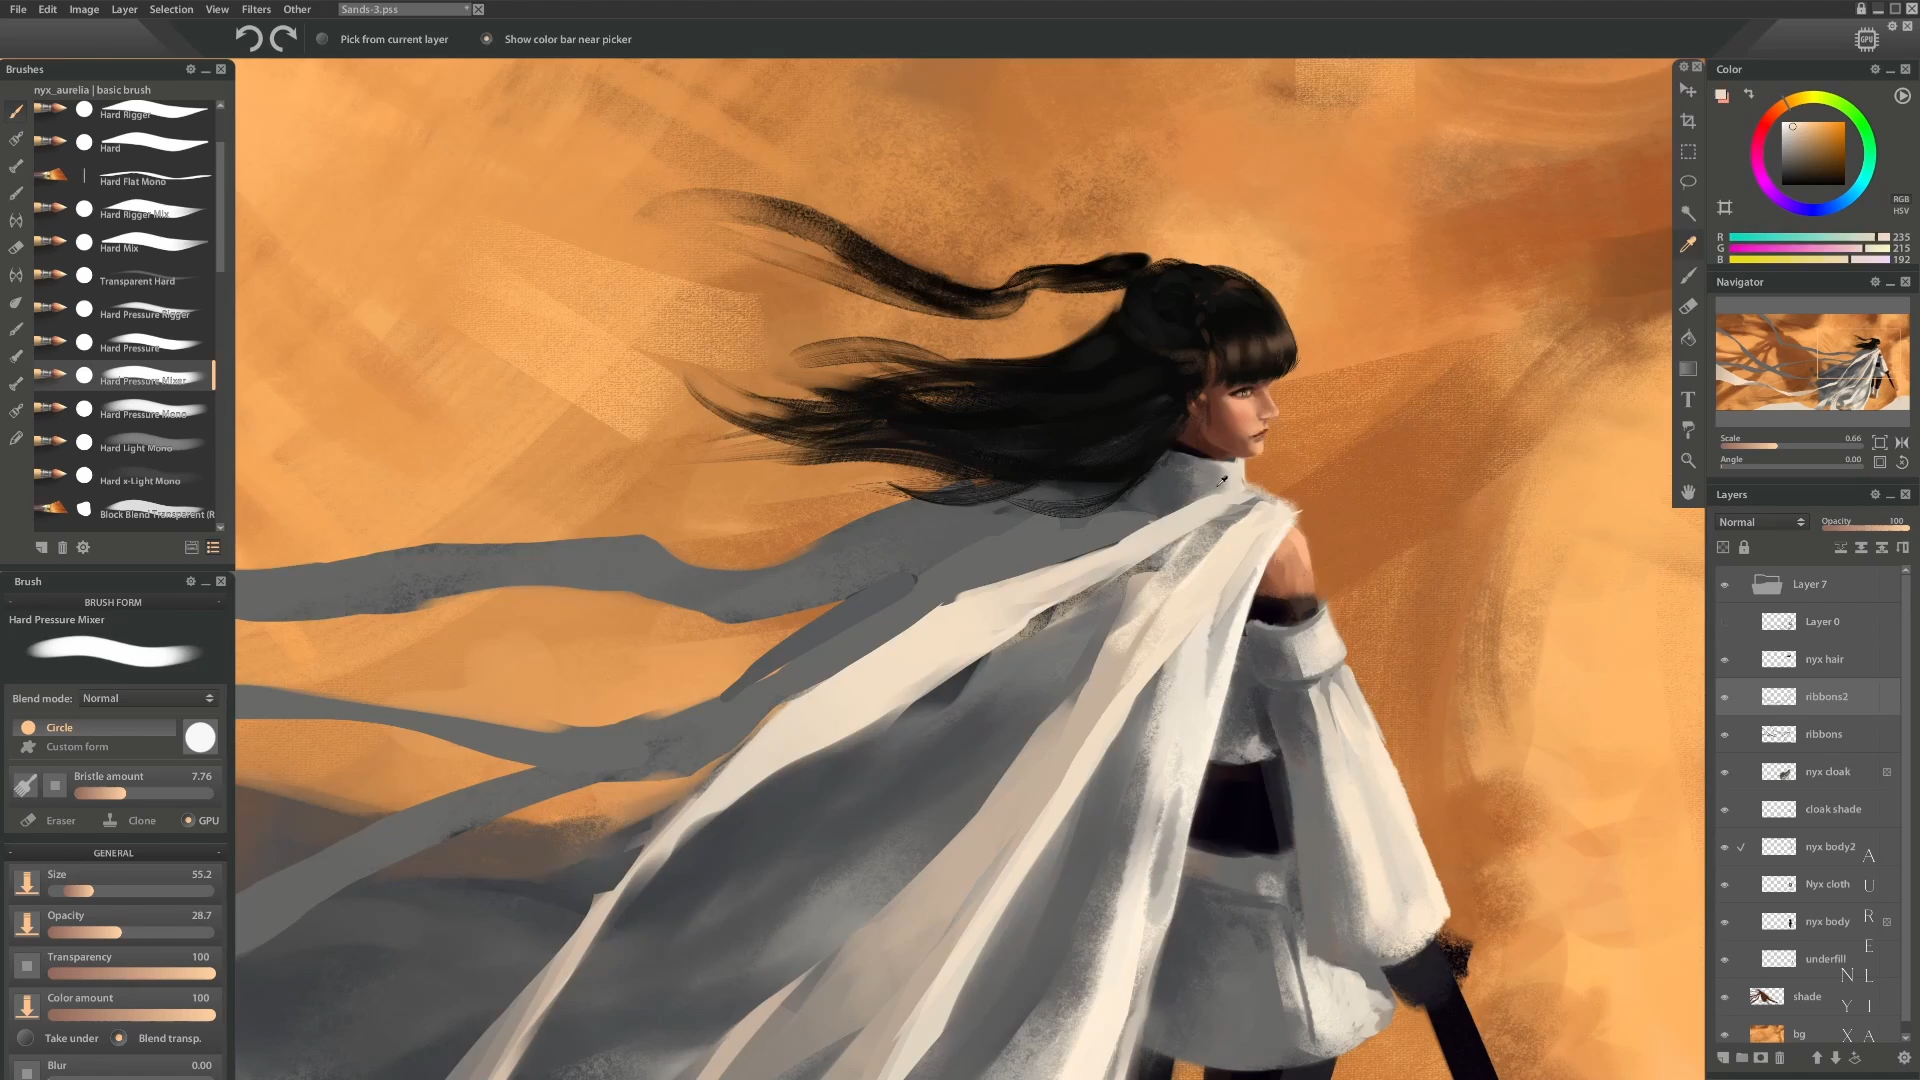 File Edit Image Layer Selection View Filters Other Sands-3.pss *
Pick from current layer Show color bar near picker
GPU
Brushes
nyx_aurelia | basic brush
Hard Rigger
Hard
Hard Flat Mono
Hard Rigger Mix
Hard Mix
Transparent Hard
Hard Pressure Rigger
Hard Pressure
Hard Pressure Mixer
Hard Pressure Mono
Hard Light Mono
Hard x-Light Mono
Block Blend Transparent (R
Brush
- BRUSH FORM -
Hard Pressure Mixer
Blend mode: Normal
Circle
Custom form
Bristle amount 7.76
Eraser Clone GPU
- GENERAL -
Size 55.2
Opacity 28.7
Transparency 100
Color amount 100
Take under Blend transp.
Blur 0.00
T
Color
RGB
HSV
R 235
G 215
B 192
Navigator
Scale 0.66
Angle 0.00
Layers
Normal Opacity 100
Layer 7
Layer 0
nyx hair
ribbons2
ribbons
nyx cloak
cloak shade
nyx body2
Nyx cloth
nyx body
underfill
shade
bg
NYX
AURELIA